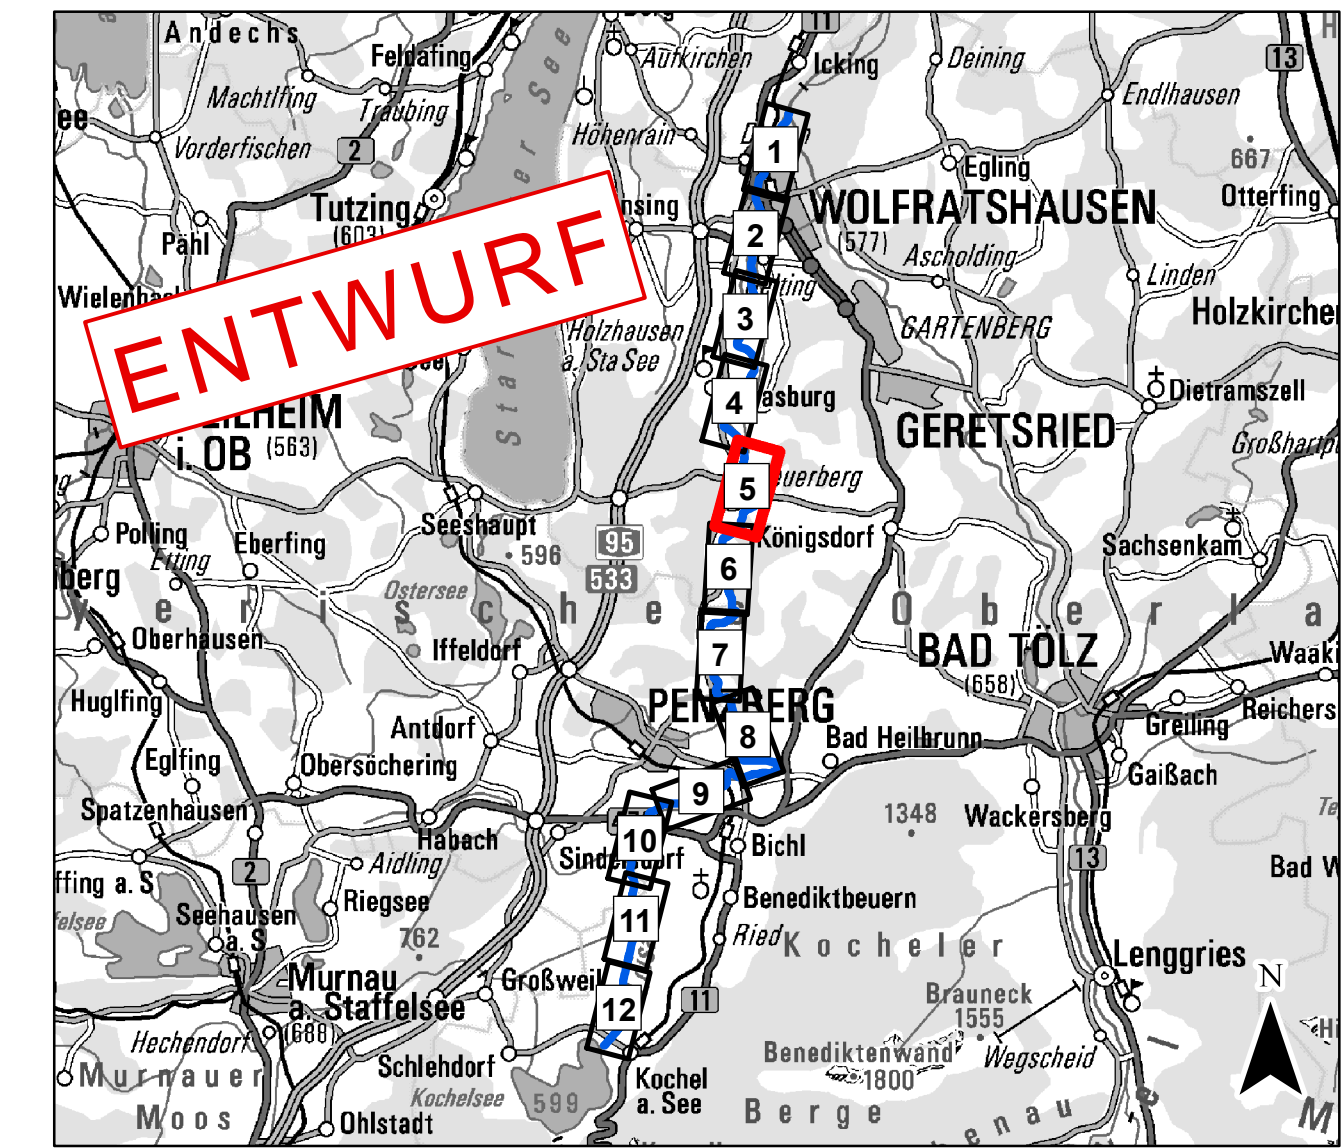 Andechs
11
Feldafing
Aufkirchen
Icking
Deining
13
Machtlfing
Traubing
Endlhausen
Vorderfischen
2
Höhenrain
1
667
Egling
Otterfing
Tutzing
(603)
WOLFRATSHAUSEN
(577)
Pähl
2
Ascholding
Linden
ENTWURF
3
Holzhausen
a. Sta See
GARTENBERG
4
Dietramszell
GERETSRIED
i. OB (563)
5
Polling
Etting
Eberfing
Seeshaupt
596
95
533
Königsdorf
Sachsenkam
6
Ostersee
Oberhausen
Iffeldorf
7
BAD TÖLZ
(658)
Huglfing
Antdorf
8
Greiling
Eglfing
Obersöchering
Bad Heilbrunn
Gaißach
Spatzenhausen
9
1348
Wackersberg
Habach
10
Bichl
13
2
Aidling
Riegsee
Seehausen
a. S
762
11
Benediktbeuern
Ried
Kocheler
Lenggries
Murnau
a. Staffelsee
(688)
12
11
Brauneck
1555
N
Hechendorf
Schlehdorf
Benediktenwand
1800
Wegscheid
Murnauer
Moos
Kochelsee
599
Kochel
a. See
Berge
Ohlstadt